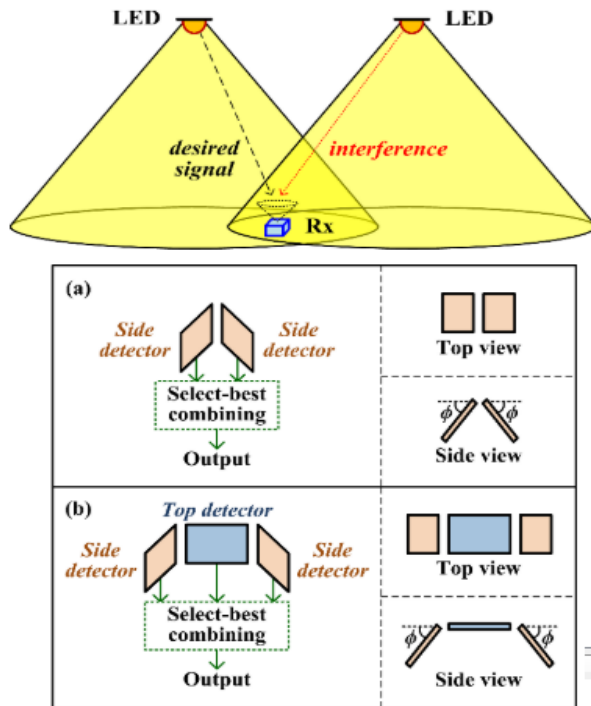 LED
LED
desired
signal
interference
Rx
(a)
Side
detector
Side
detector
Select-best
combining
Output
Top view
ϕ
ϕ
Side view
(b)
Top detector
Side
detector
Side
detector
Select-best
combining
Output
Top view
ϕ
ϕ
Side view